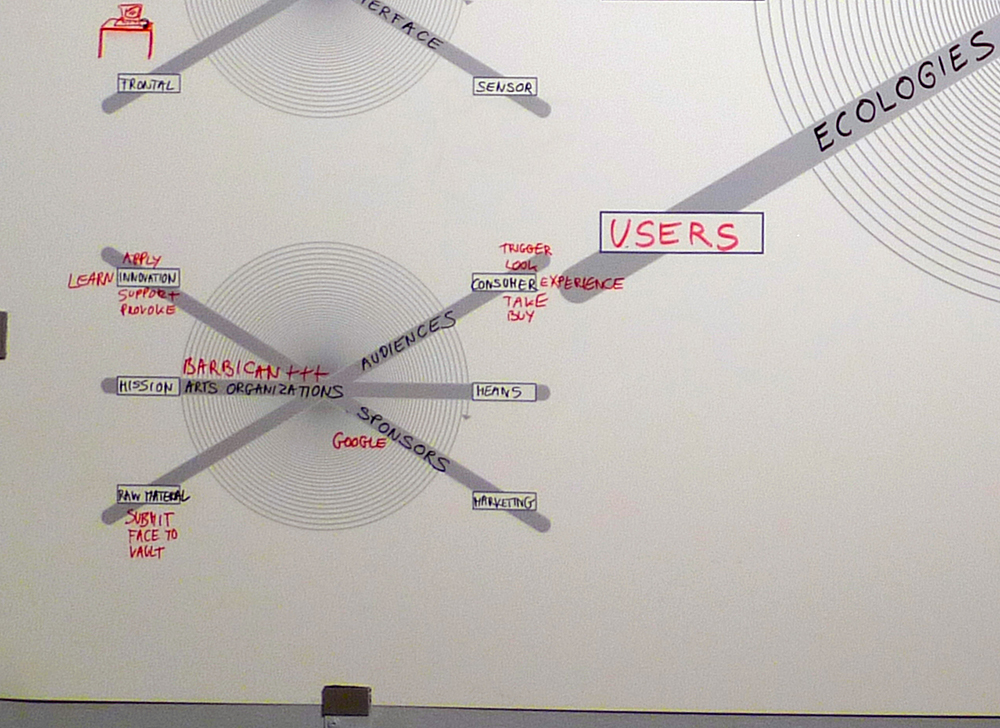 TERFACE
FRONTAL
SENSOR
ECOLOGIES
USERS
APPLY
LEARN INNOVATION
SUPPORT
PROVOKE
TRIGGER
LOOK
CONSUMER EXPERIENCE
TAKE
BUY
AUDIENCES
BARBICAN +++
MISSION ARTS ORGANIZATIONS
MEANS
SPONSORS
GOOGLE
RAW MATERIAL
MARKETING
SUBMIT
FACE TO
VAULT